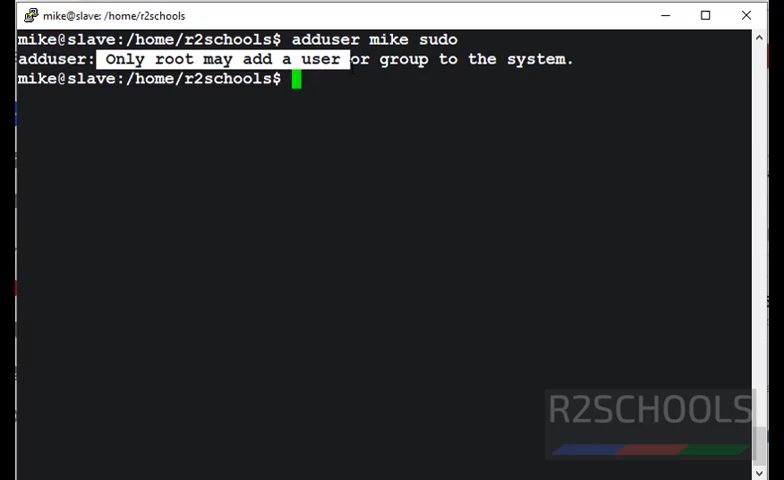 mike@slave: /home/r2schools
mike@slave:/home/r2schools$ adduser mike sudo
adduser: Only root may add a user or group to the system.
mike@slave:/home/r2schools$
R2SCHOOLS